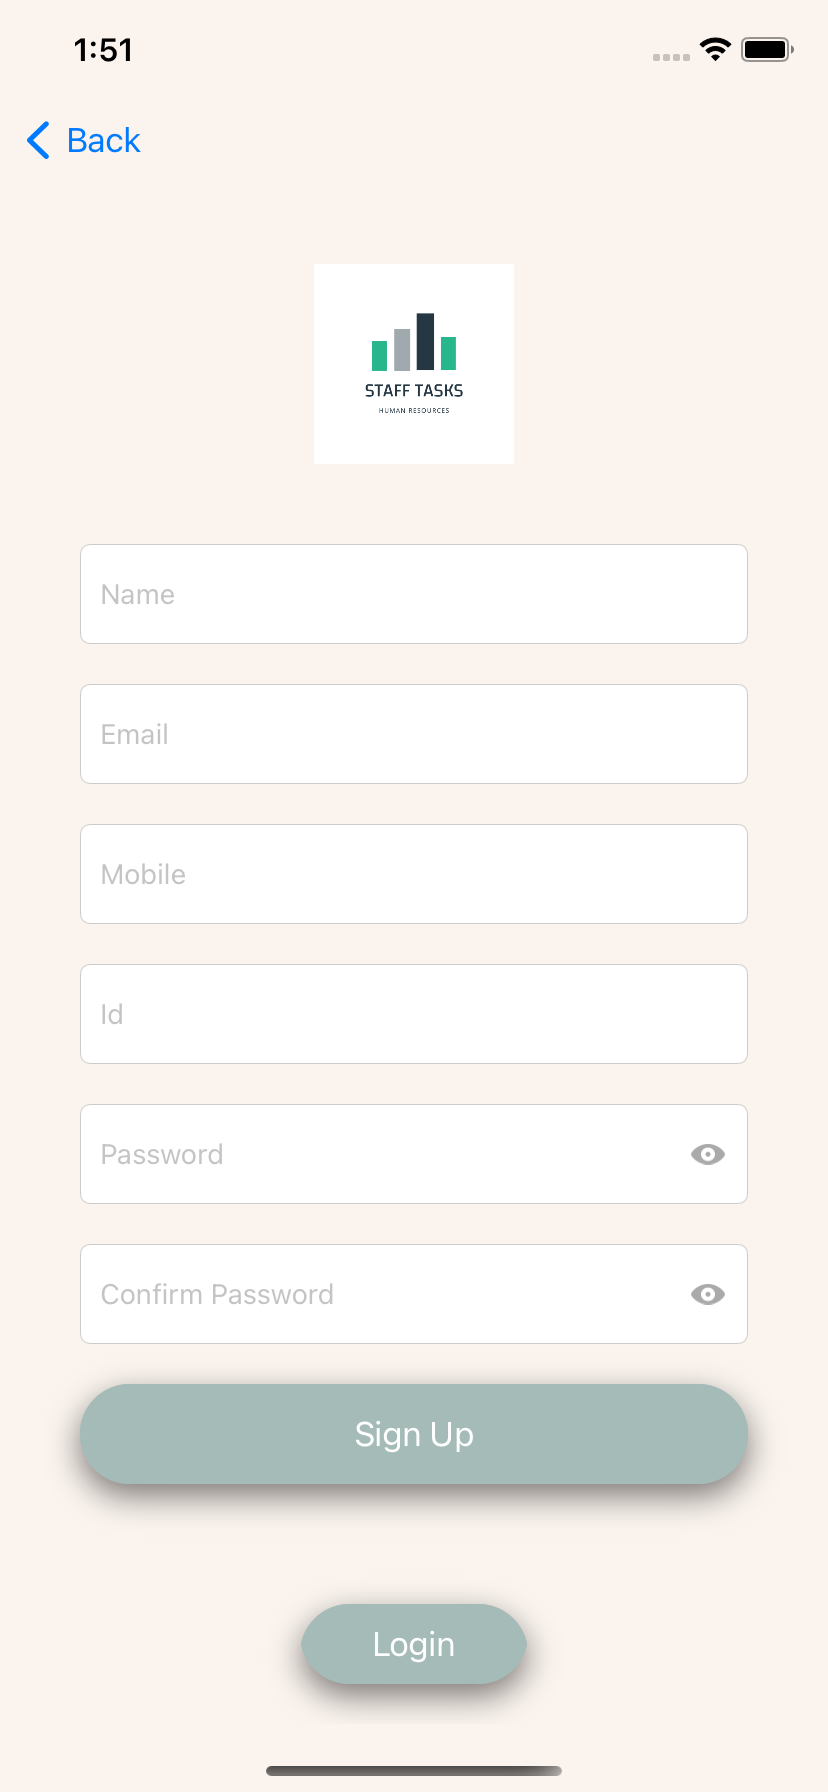 1:51
Back
STAFF TASKS
HUMAN RESOURCES
Name
Email
Mobile
Id
Password
Confirm Password
Sign Up
Login